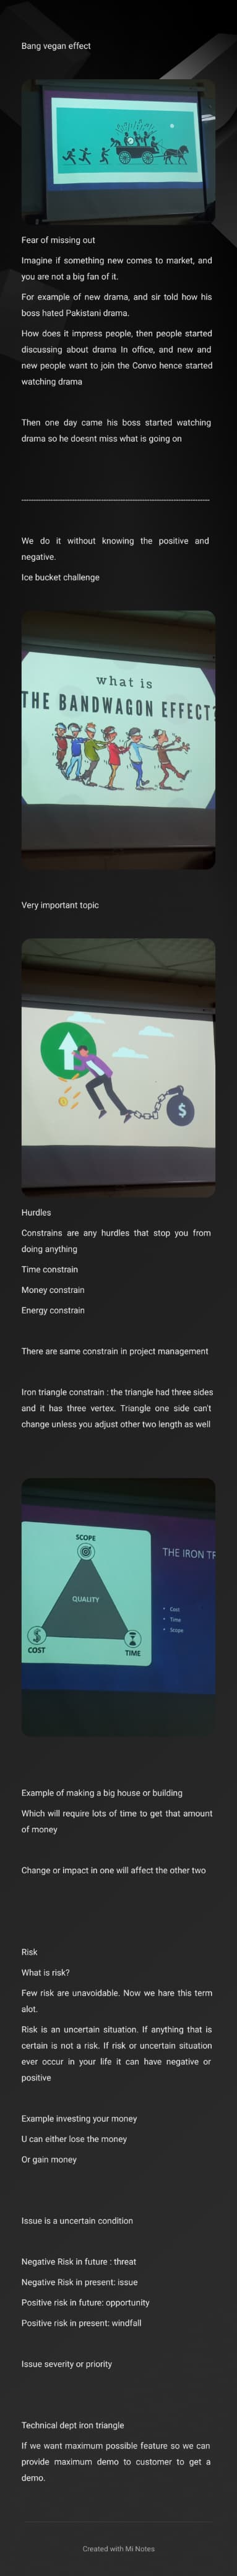 Bang vegan effect
Fear of missing out
Imagine if something new comes to market, and
you are not a big fan of it.
For example of new drama, and sir told how his
boss hated Pakistani drama.
How does it impress people, then people started
discussing about drama In office, and new and
new people want to join the Convo hence started
watching drama
Then one day came his boss started watching
drama so he doesnt miss what is going on
We do it without knowing the positive and
negative.
Ice bucket challenge
what is
THE BANDWAGON EFFECT?
Very important topic
$
Hurdles
Constrains are any hurdles that stop you from
doing anything
Time constrain
Money constrain
Energy constrain
There are same constrain in project management
Iron triangle constrain : the triangle had three sides
and it has three vertex. Triangle one side can't
change unless you adjust other two length as well
SCOPE
THE IRON TR
QUALITY
• Cost
• Time
• Scope
$
COST
TIME
Example of making a big house or building
Which will require lots of time to get that amount
of money
Change or impact in one will affect the other two
Risk
What is risk?
Few risk are unavoidable. Now we hare this term
alot.
Risk is an uncertain situation. If anything that is
certain is not a risk. If risk or uncertain situation
ever occur in your life it can have negative or
positive
Example investing your money
U can either lose the money
Or gain money
Issue is a uncertain condition
Negative Risk in future : threat
Negative Risk in present: issue
Positive risk in future: opportunity
Positive risk in present: windfall
Issue severity or priority
Technical dept iron triangle
If we want maximum possible feature so we can
provide maximum demo to customer to get a
demo.
Created with Mi Notes